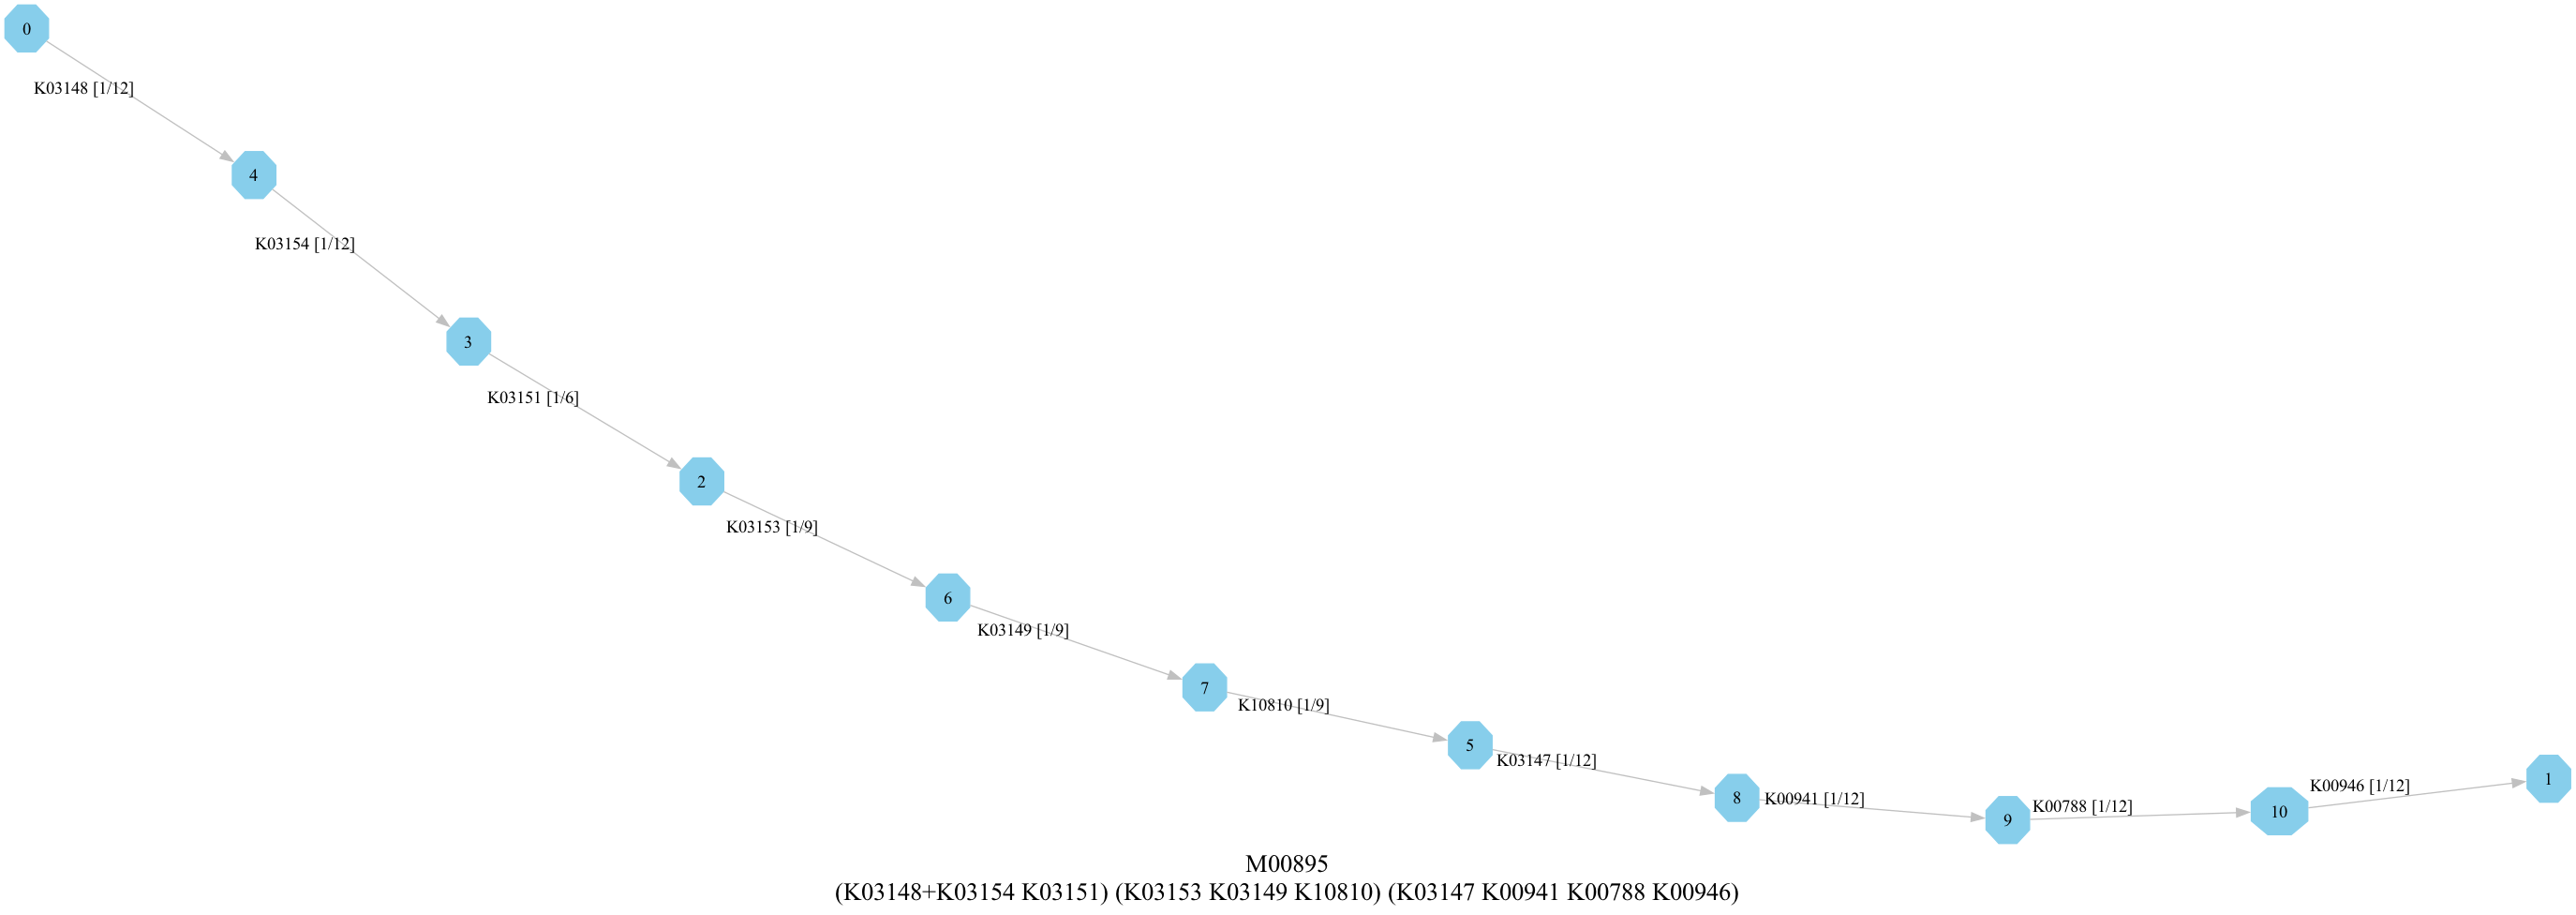 0
K03148 [1/12]
4
K03154 [1/12]
3
K03151 [1/6]
2
K03153 [1/9]
6
K03149 [1/9]
7
K10810 [1/9]
5
K03147 [1/12]
8
K00941 [1/12]
9
K00788 [1/12]
10
K00946 [1/12]
1
M00895
(K03148+K03154 K03151) (K03153 K03149 K10810) (K03147 K00941 K00788 K00946)